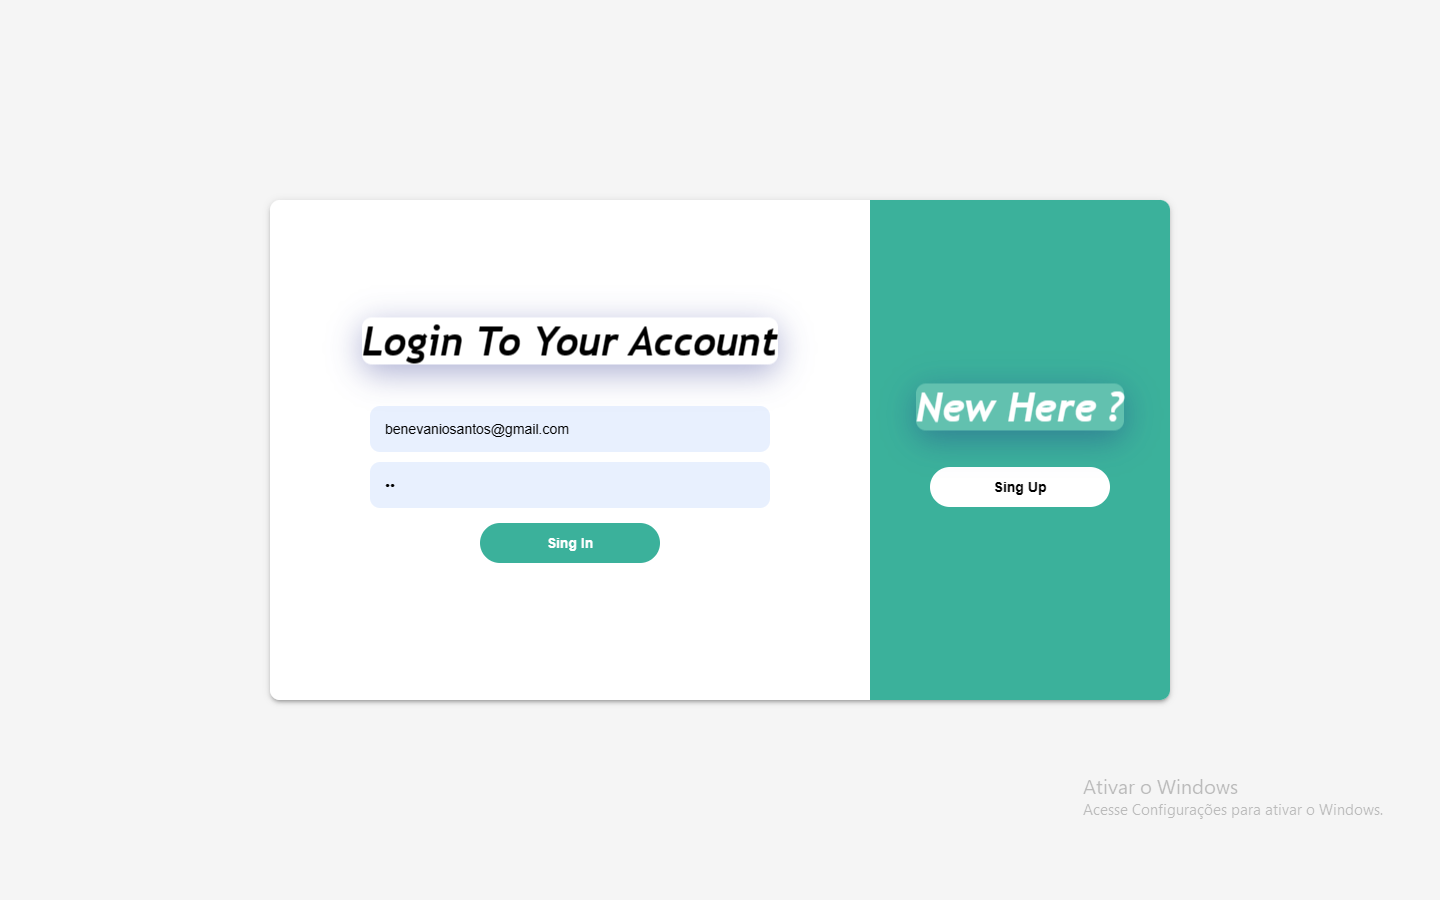 Login To Your Account
benevaniosantos@gmail.com
••
Sing In
New Here ?
Sing Up
Ativar o Windows
Acesse Configurações para ativar o Windows.